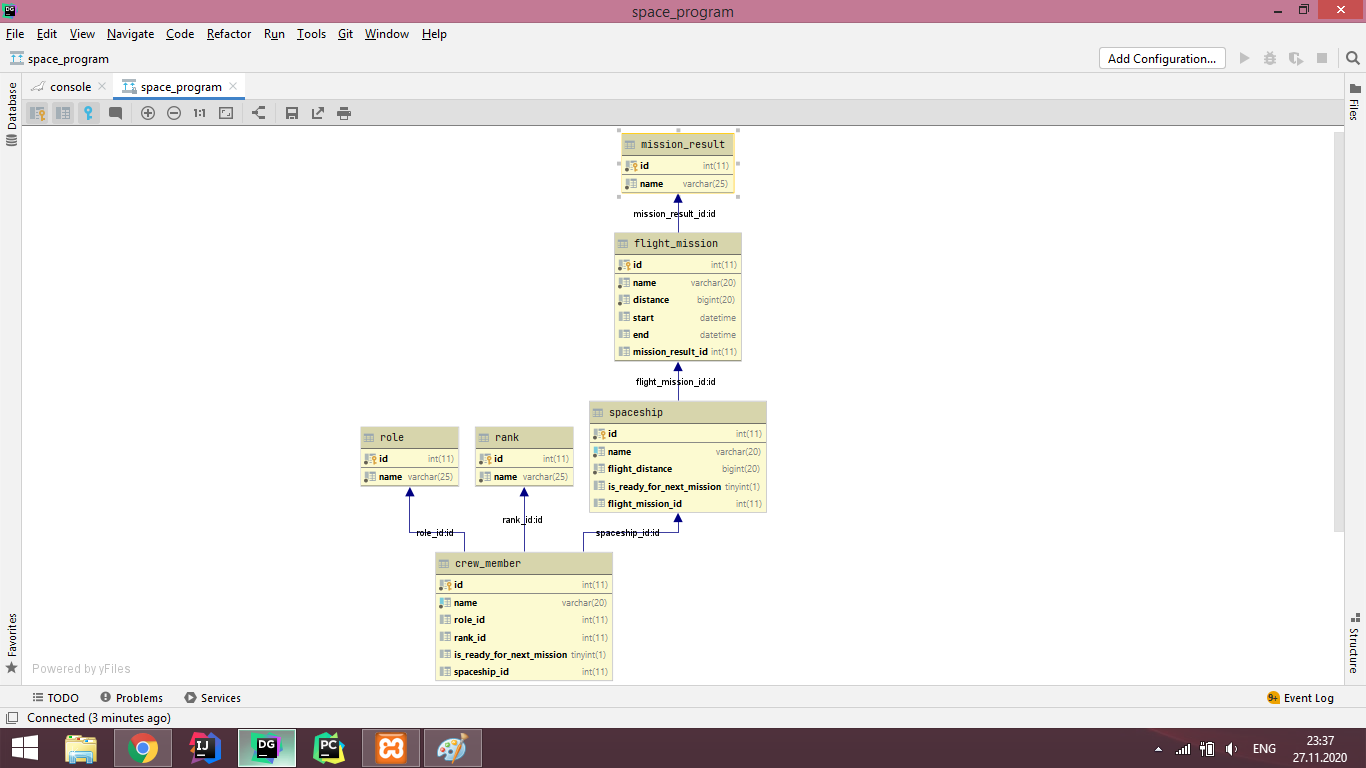 space_program
File Edit View Navigate Code Refactor Run Tools Git Window Help
space_program
Add Configuration...
console
space_program
1:1
Database
Favorites
Files
Structure
mission_result
id int(11)
name varchar(25)
mission_result_id:id
flight_mission
id int(11)
name varchar(20)
distance bigint(20)
start datetime
end datetime
mission_result_id int(11)
flight_mission_id:id
spaceship
id int(11)
name varchar(20)
flight_distance bigint(20)
is_ready_for_next_mission tinyint(1)
flight_mission_id int(11)
role
id int(11)
name varchar(25)
rank
id int(11)
name varchar(25)
role_id:id
rank_id:id
spaceship_id:id
crew_member
id int(11)
name varchar(20)
role_id int(11)
rank_id int(11)
is_ready_for_next_mission tinyint(1)
spaceship_id int(11)
Powered by yFiles
TODO Problems Services
9+ Event Log
Connected (3 minutes ago)
IJ
DG
PC
ENG
23:37
27.11.2020